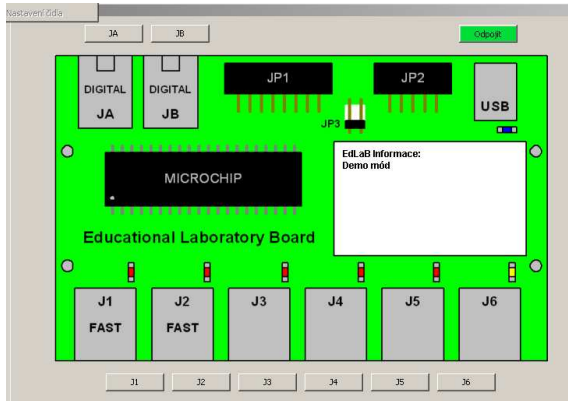 Nastavení čidla
JA JB Odpojit
DIGITAL
JA
DIGITAL
JB
JP1
JP2
USB
JP3
MICROCHIP
EdLaB Informace:
Demo mód
Educational Laboratory Board
J1
FAST
J2
FAST
J3
J4
J5
J6
J1 J2 J3 J4 J5 J6